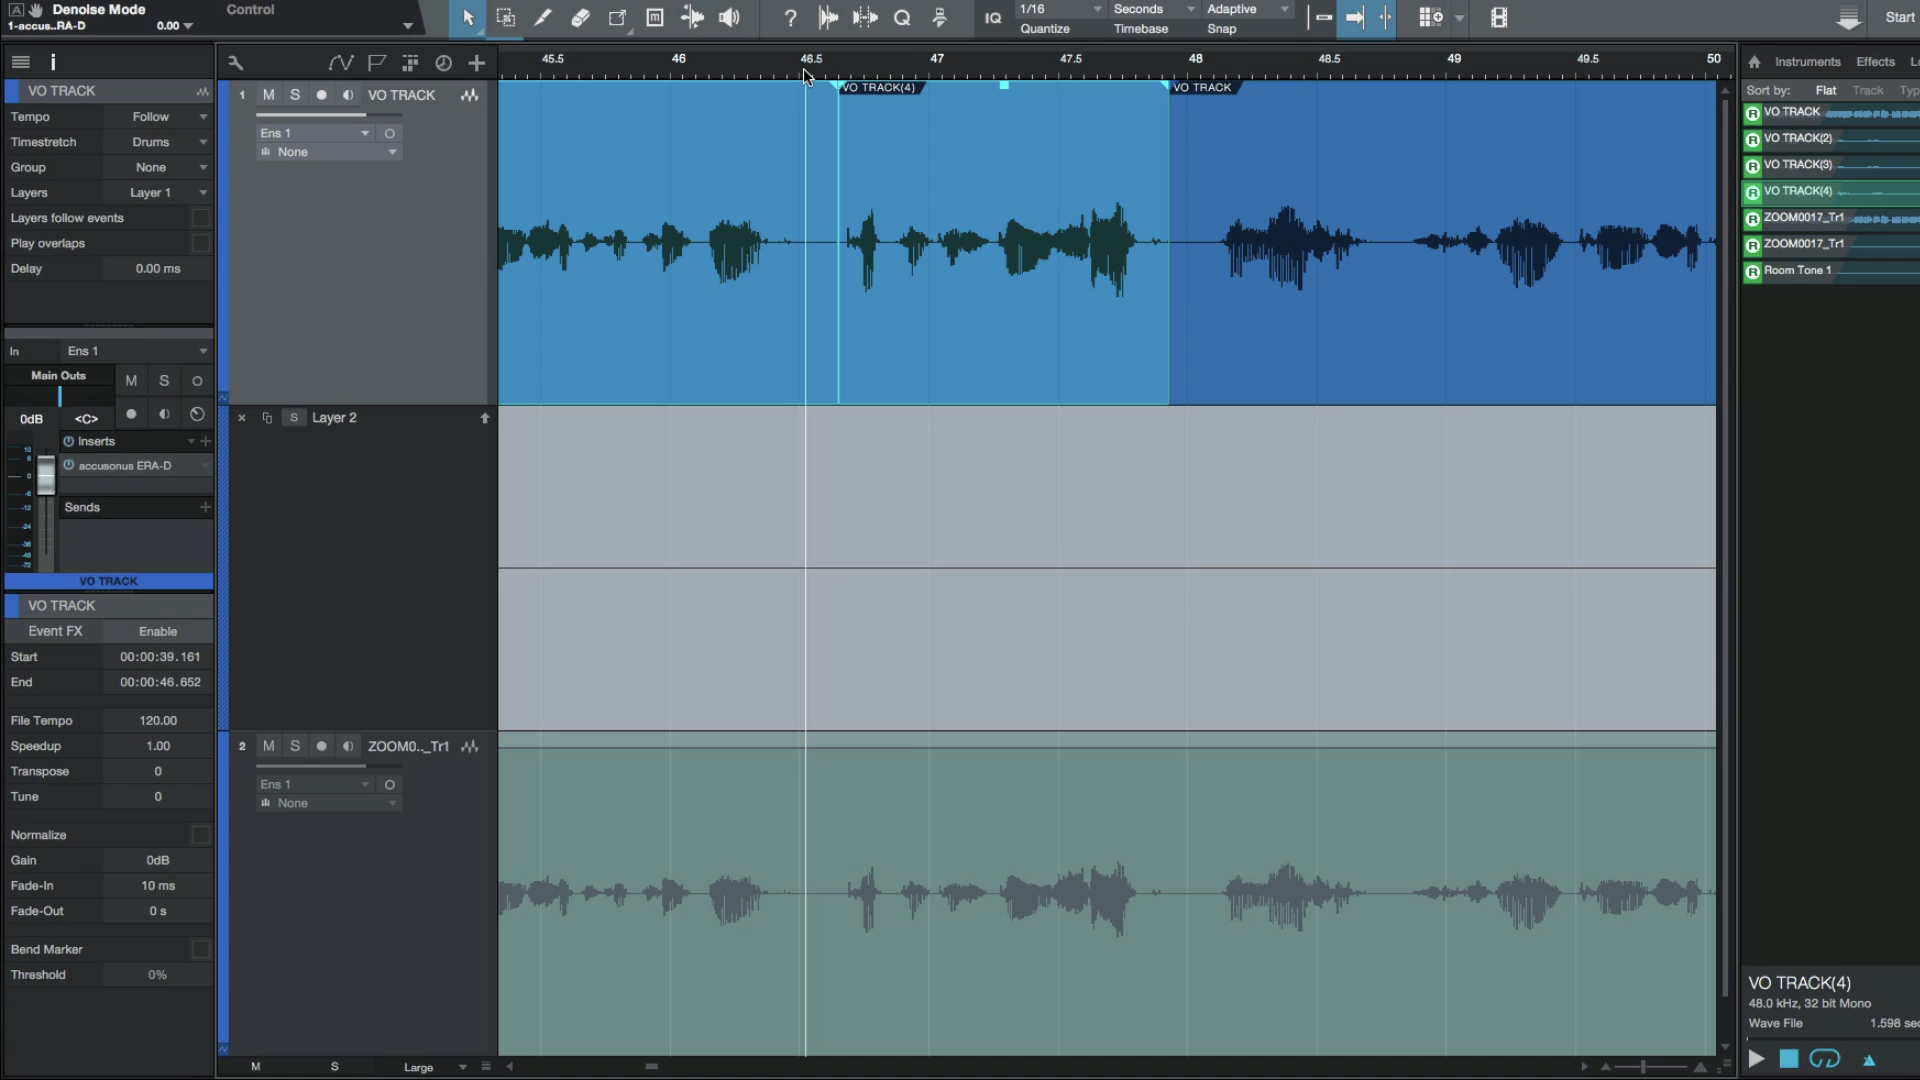 Denoise Mode
Control
1-accus..RA-D
0.00
IQ
1/16
Quantize
Seconds
Timebase
Adaptive
Snap
Start
45.5
46
46.5
47
47.5
48
48.5
49
49.5
50
VO TRACK
Tempo
Follow
Timestretch
Drums
Group
None
Layers
Layer 1
Layers follow events
Play overlaps
Delay
0.00 ms
In
Ens 1
Main Outs
M
S
0dB
<C>
Inserts
accusonus ERA-D
Sends
VO TRACK
VO TRACK
Event FX
Enable
Start
00:00:39.161
End
00:00:46.652
File Tempo
120.00
Speedup
1.00
Transpose
0
Tune
0
Normalize
Gain
0dB
Fade-In
10 ms
Fade-Out
0 s
Bend Marker
Threshold
0%
1
M
S
VO TRACK
Ens 1
None
S
Layer 2
2
M
S
ZOOM0.._Tr1
Ens 1
None
M
S
Large
VO TRACK(4)
VO TRACK
Instruments
Effects
Sort by:
Flat
Track
VO TRACK
VO TRACK(2)
VO TRACK(3)
VO TRACK(4)
ZOOM0017_Tr1
ZOOM0017_Tr1
Room Tone 1
VO TRACK(4)
48.0 kHz, 32 bit Mono
Wave File
1.598 sec